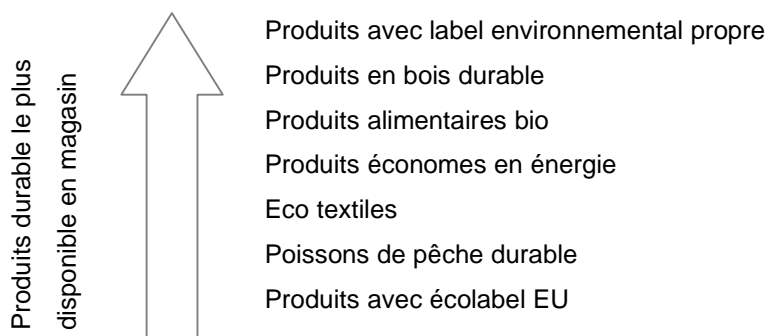 Produits durable le plus
disponible en magasin
Produits avec label environnemental propre
Produits en bois durable
Produits alimentaires bio
Produits économes en énergie
Eco textiles
Poissons de pêche durable
Produits avec écolabel EU